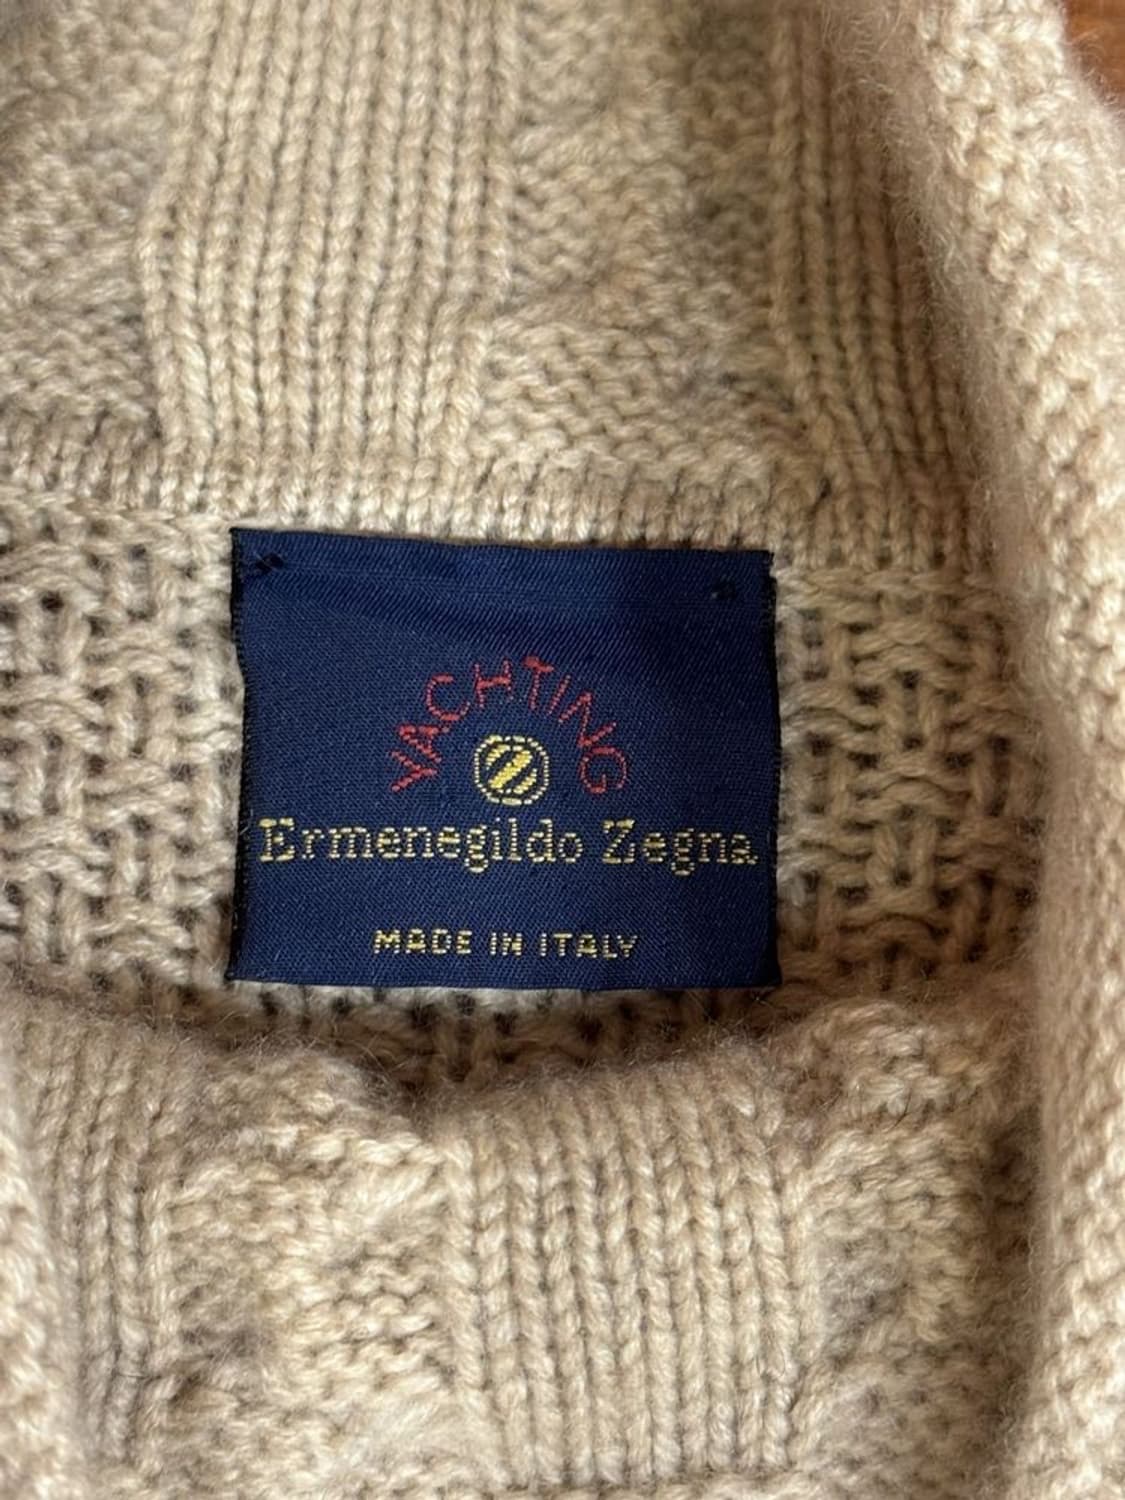 YACHTING
Z
Ermenegildo Zegna
MADE IN ITALY